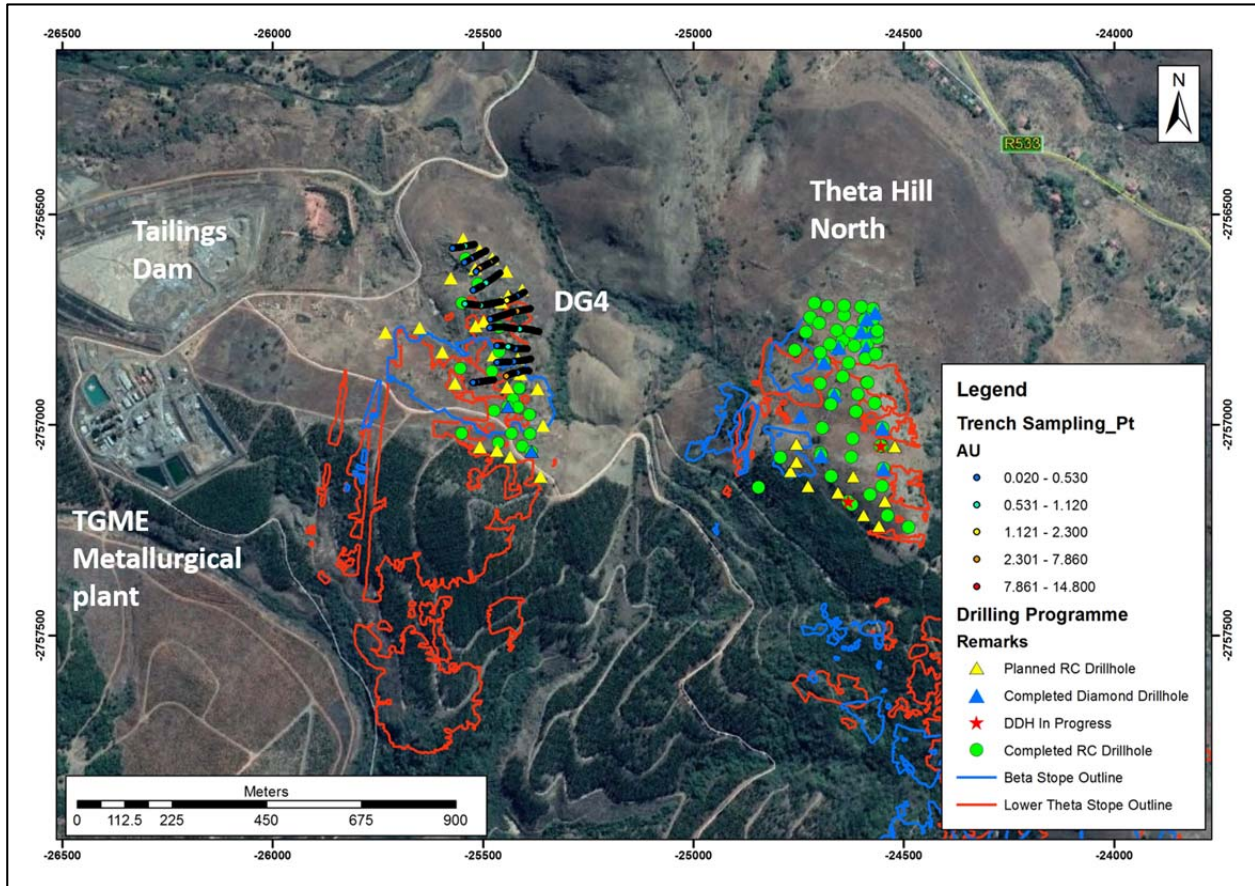 -26500 -26000 -25500 -25000 -24500 -24000
N
R533
-2756500 -2756500
Theta Hill
North
Tailings
Dam
DG4
-2757000 -2757000
TGME
Metallurgical
plant
-2757500 -2757500
Legend
Trench Sampling_Pt
AU
0.020 - 0.530
0.531 - 1.120
1.121 - 2.300
2.301 - 7.860
7.861 - 14.800
Drilling Programme
Remarks
Planned RC Drillhole
Completed Diamond Drillhole
DDH In Progress
Completed RC Drillhole
Beta Stope Outline
Lower Theta Stope Outline
Meters
0 112.5 225 450 675 900
-26500 -26000 -25500 -25000 -24500 -24000